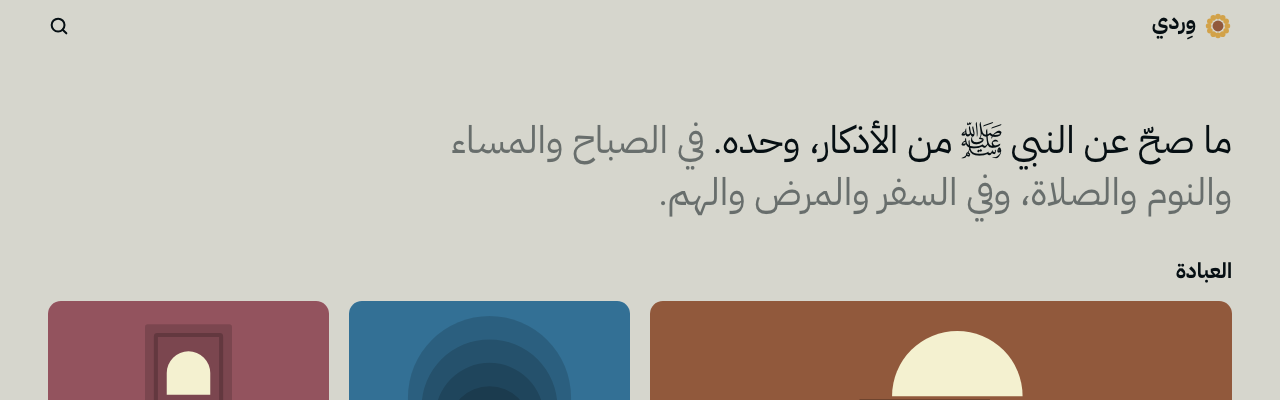 وِردي
ما صحّ عن النبي ﷺ من الأذكار، وحده. في الصباح والمساء
والنوم والصلاة، وفي السفر والمرض والهم.
العبادة